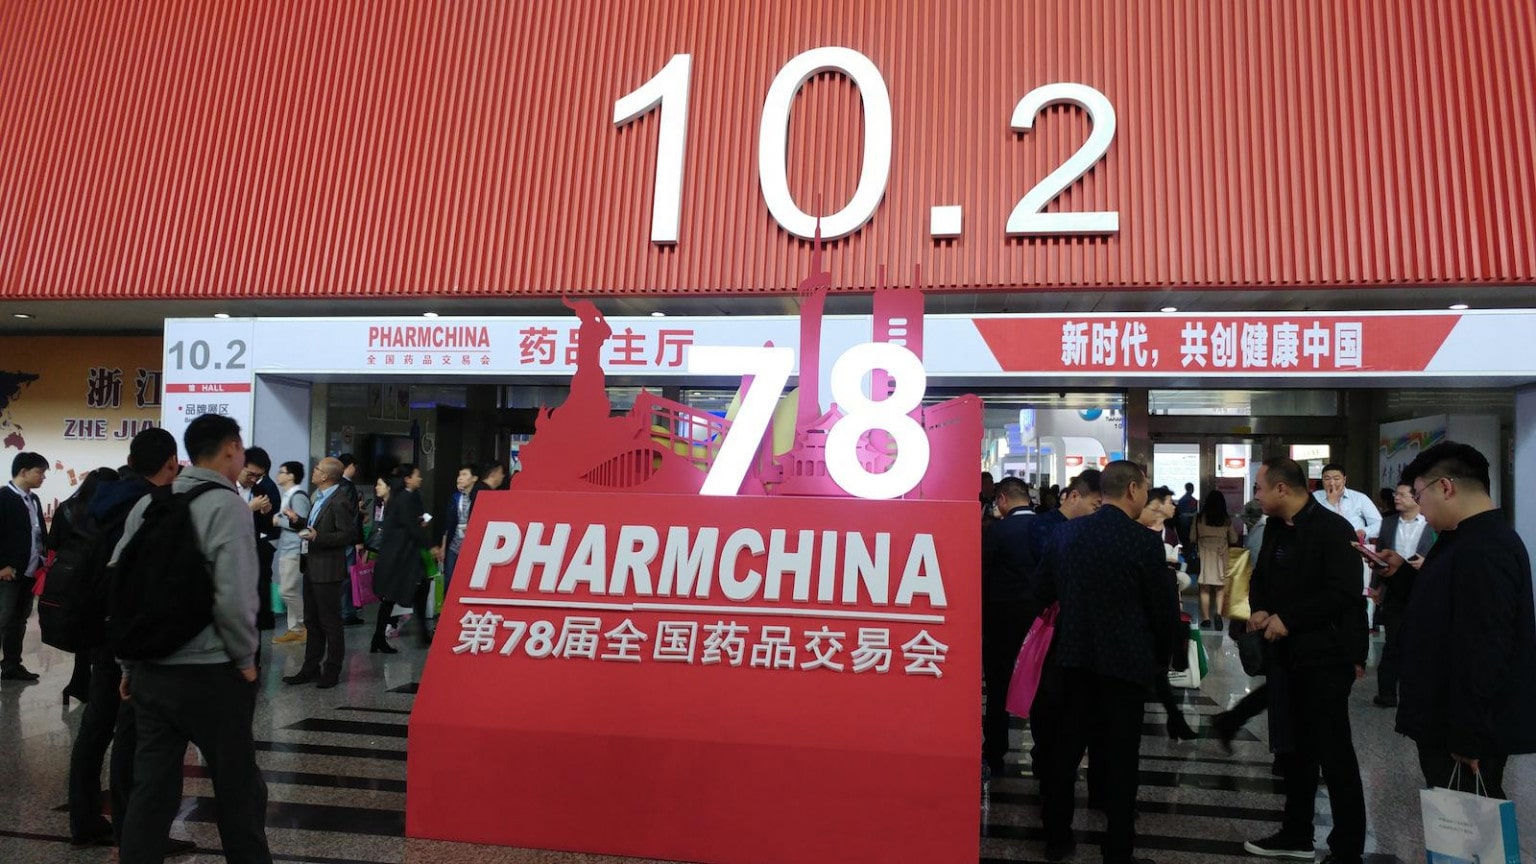 10.2
PHARMCHINA
全国药品交易会
药品主厅
新时代，共创健康中国
10.2
馆 HALL
品牌展区
浙江
ZHE JIAN
78
PHARMCHINA
第78届全国药品交易会